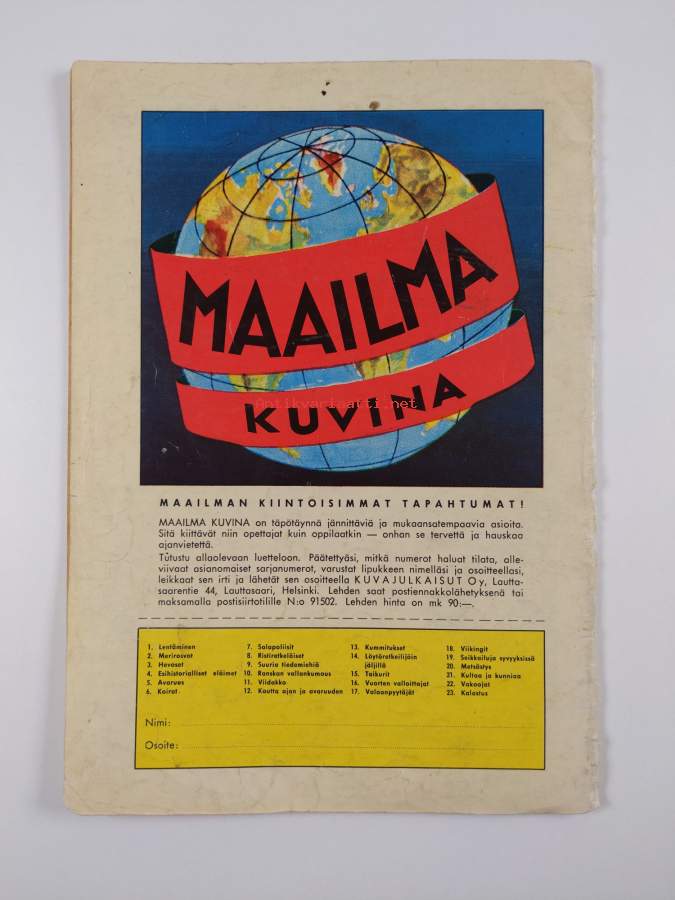 MAAILMA
Antikvariaatti.net
KUVINA
MAAILMAN KIINTOISIMMAT TAPAHTUMAT!
MAAILMA KUVINA on täpötäynnä jännittäviä ja mukaansatempaavia asioita.
Sitä kiittävät niin opettajat kuin oppilaatkin — onhan se tervettä ja hauskaa
ajanvietettä.
Tutustu allaolevaan luetteloon. Päätettyäsi, mitkä numerot haluat tilata, alle-
viivaat asianomaiset sarjanumerot, varustat lipukkeen nimelläsi ja osoitteellasi,
leikkaat sen irti ja lähetät sen osoitteella KUVAJULKAISUT Oy, Lautta-
saarentie 44, Lauttasaari, Helsinki. Lehden saat postiennakkolähetyksenä tai
maksamalla postisiirtotilille N:o 91502. Lehden hinta on mk 90:—.
1. Lentäminen
2. Merirosvot
3. Hevoset
4. Esihistorialliset eläimet
5. Avaruus
6. Koirat
7. Salapoliisit
8. Ristiretkeläiset
9. Suuria tiedemiehiä
10. Ranskan vallankumous
11. Viidakko
12. Kautta ajan ja avaruuden
13. Kummitukset
14. Löytöretkeilijäin
jäljillä
15. Taikurit
16. Vuorten valloittajat
17. Valaanpyytäjät
18. Viikingit
19. Seikkailuja syvyyksissä
20. Metsästys
21. Kultaa ja kunniaa
22. Vakoojat
23. Kalastus
Nimi:
Osoite: